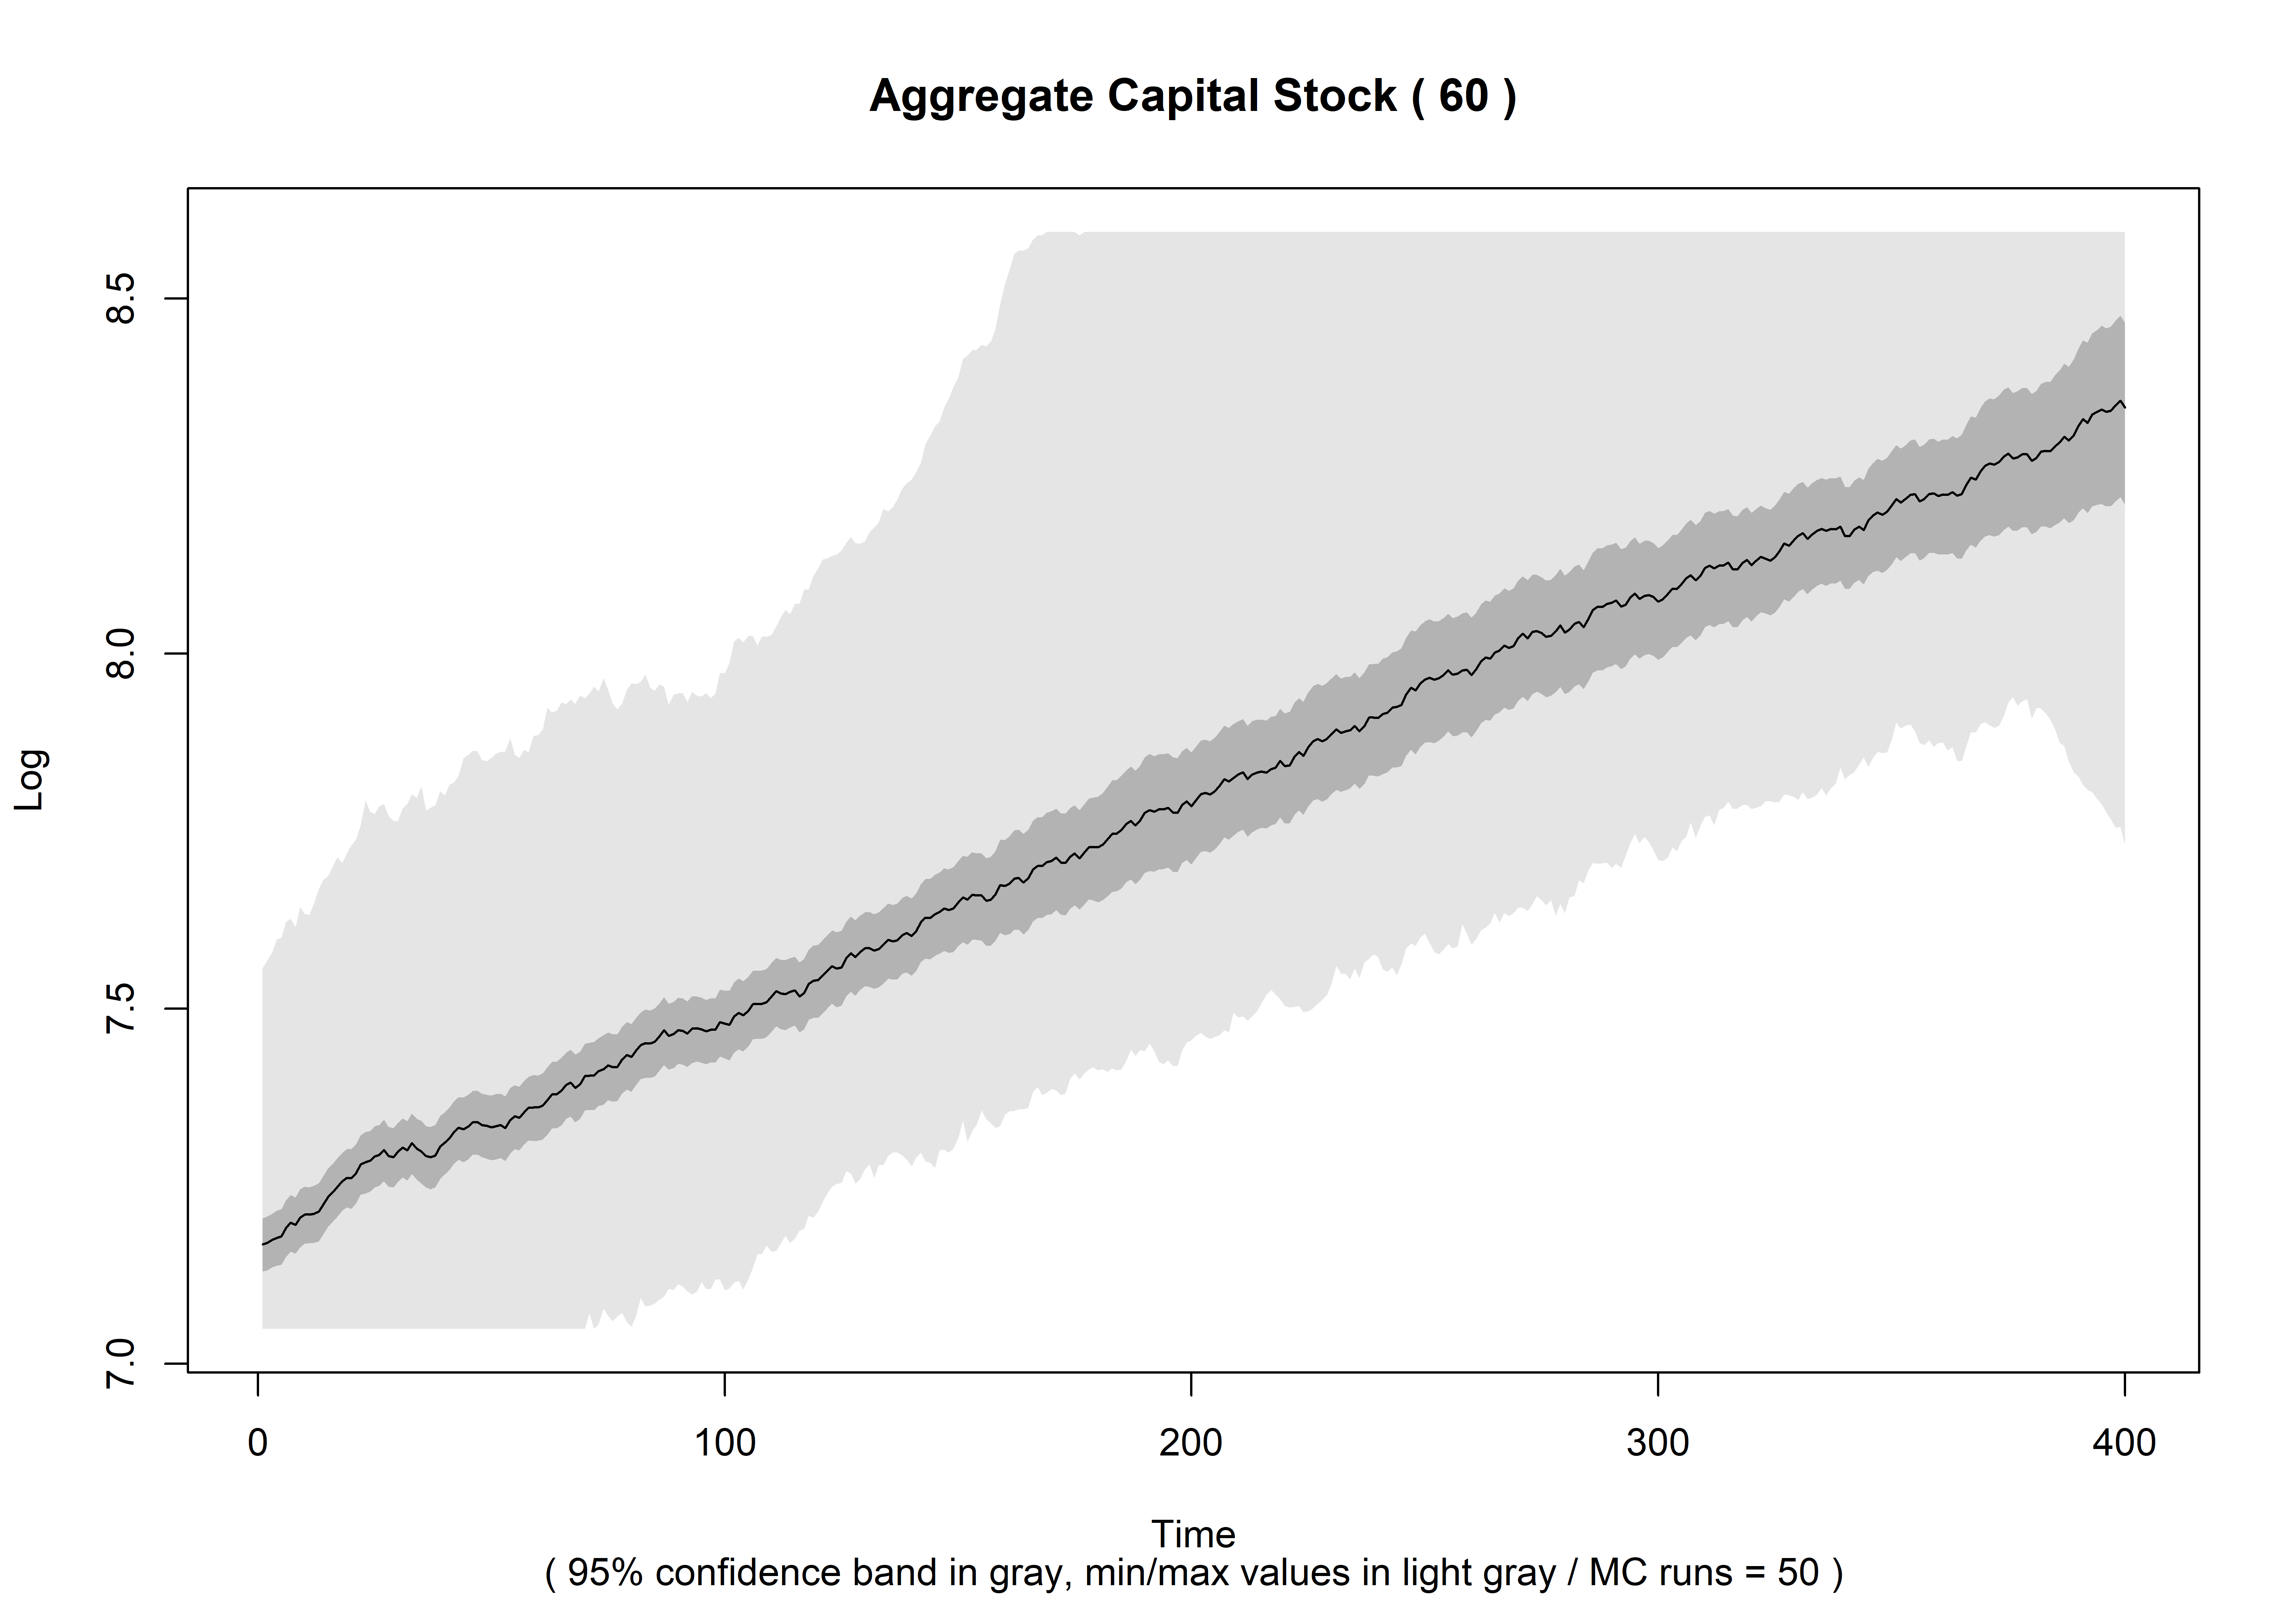 Aggregate Capital Stock ( 60 )
8.5
8.0
7.5
7.0
Log
0 100 200 300 400
Time
( 95% confidence band in gray, min/max values in light gray / MC runs = 50 )